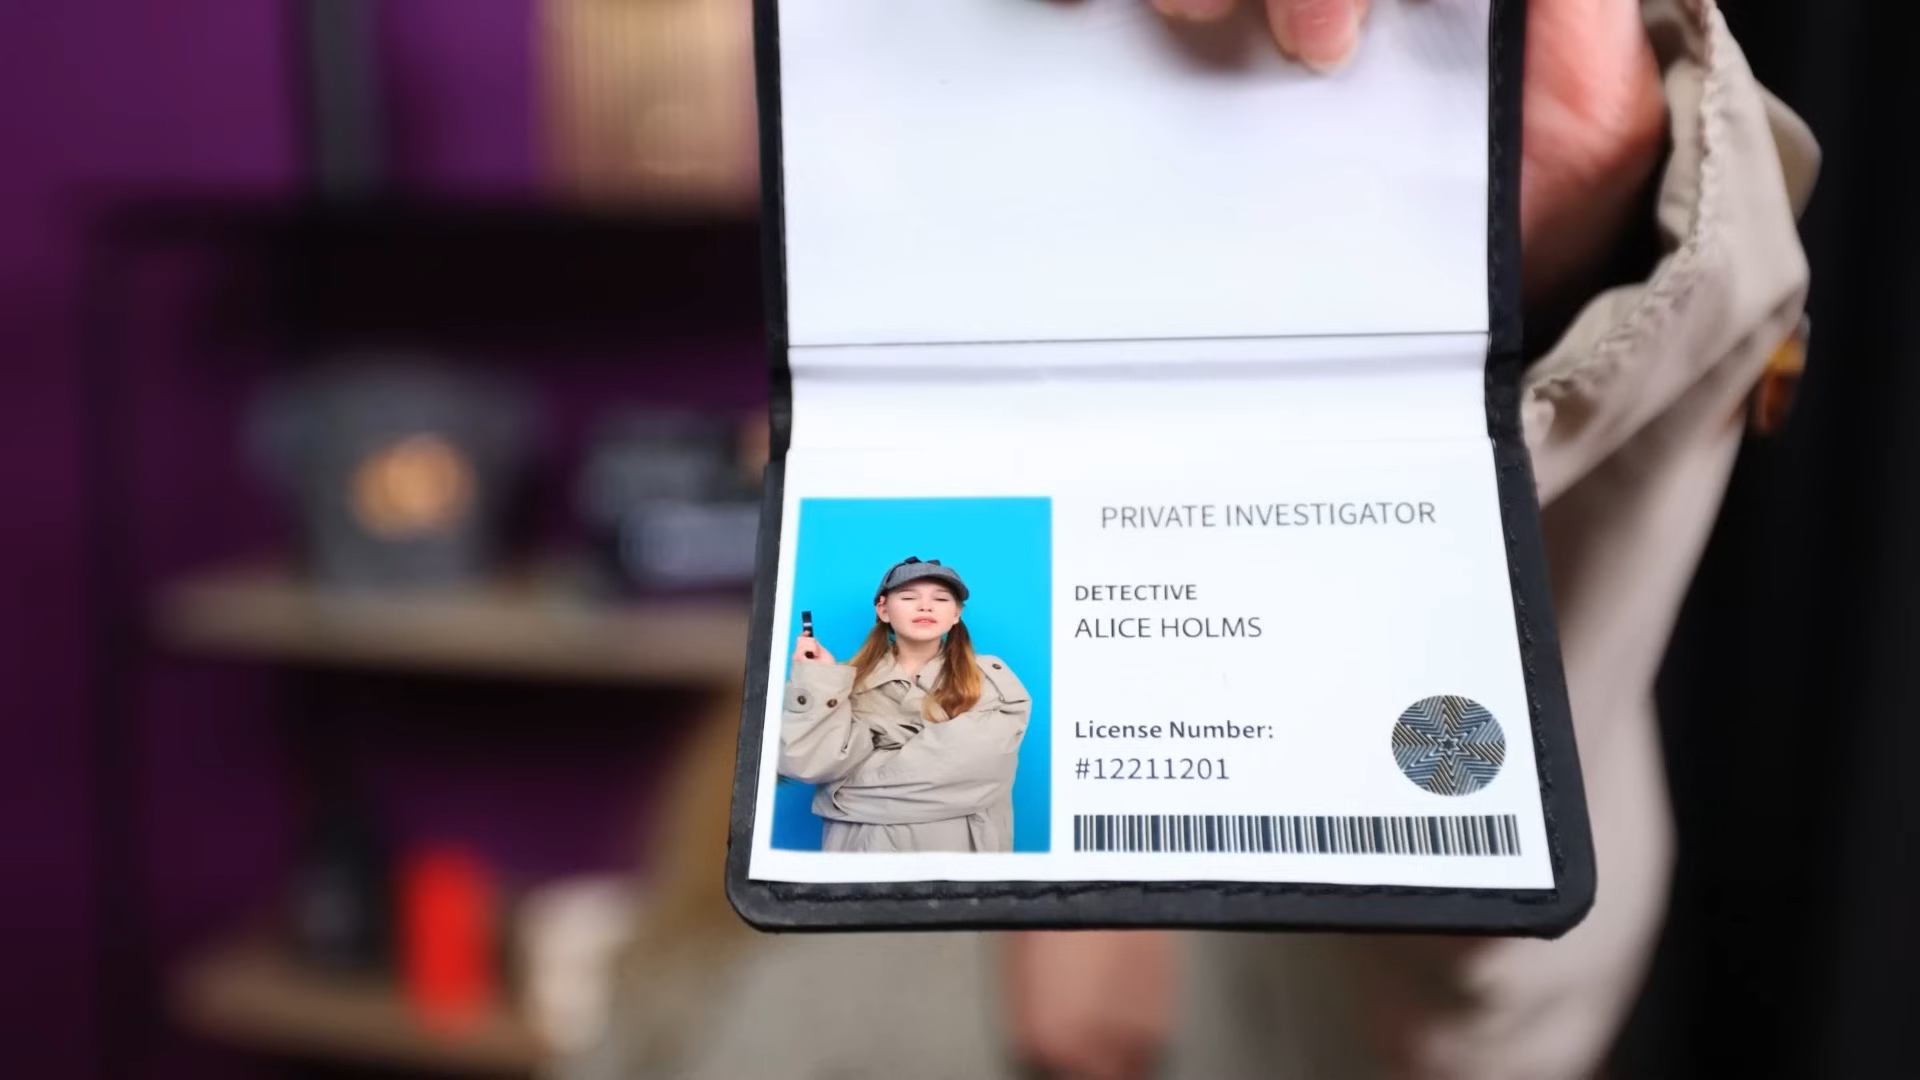 PRIVATE INVESTIGATOR
DETECTIVE
ALICE HOLMS
License Number:
#12211201